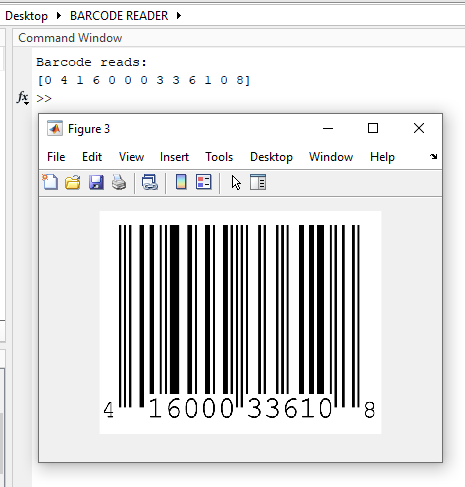 Desktop ▶ BARCODE READER ▶
Command Window
Barcode reads:
[0 4 1 6 0 0 0 3 3 6 1 0 8]
fx >>
Figure 3
File Edit View Insert Tools Desktop Window Help
4 16000 33610 8